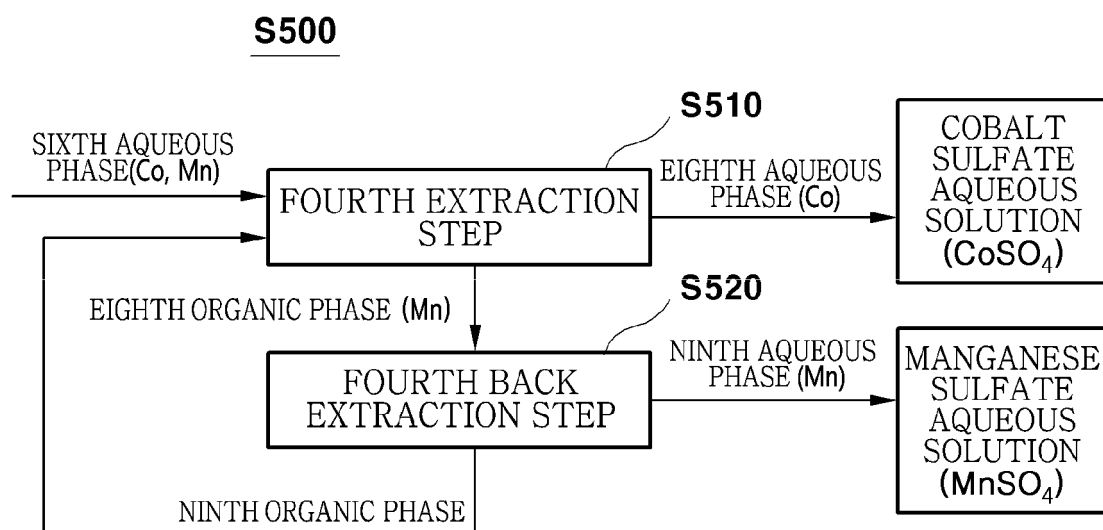 S500
S510
SIXTH AQUEOUS
PHASE(Co, Mn)
FOURTH EXTRACTION
STEP
EIGHTH AQUEOUS
PHASE (Co)
COBALT
SULFATE
AQUEOUS
SOLUTION
(CoSO₄)
EIGHTH ORGANIC PHASE (Mn)
S520
FOURTH BACK
EXTRACTION STEP
NINTH AQUEOUS
PHASE (Mn)
MANGANESE
SULFATE
AQUEOUS
SOLUTION
(MnSO₄)
NINTH ORGANIC PHASE